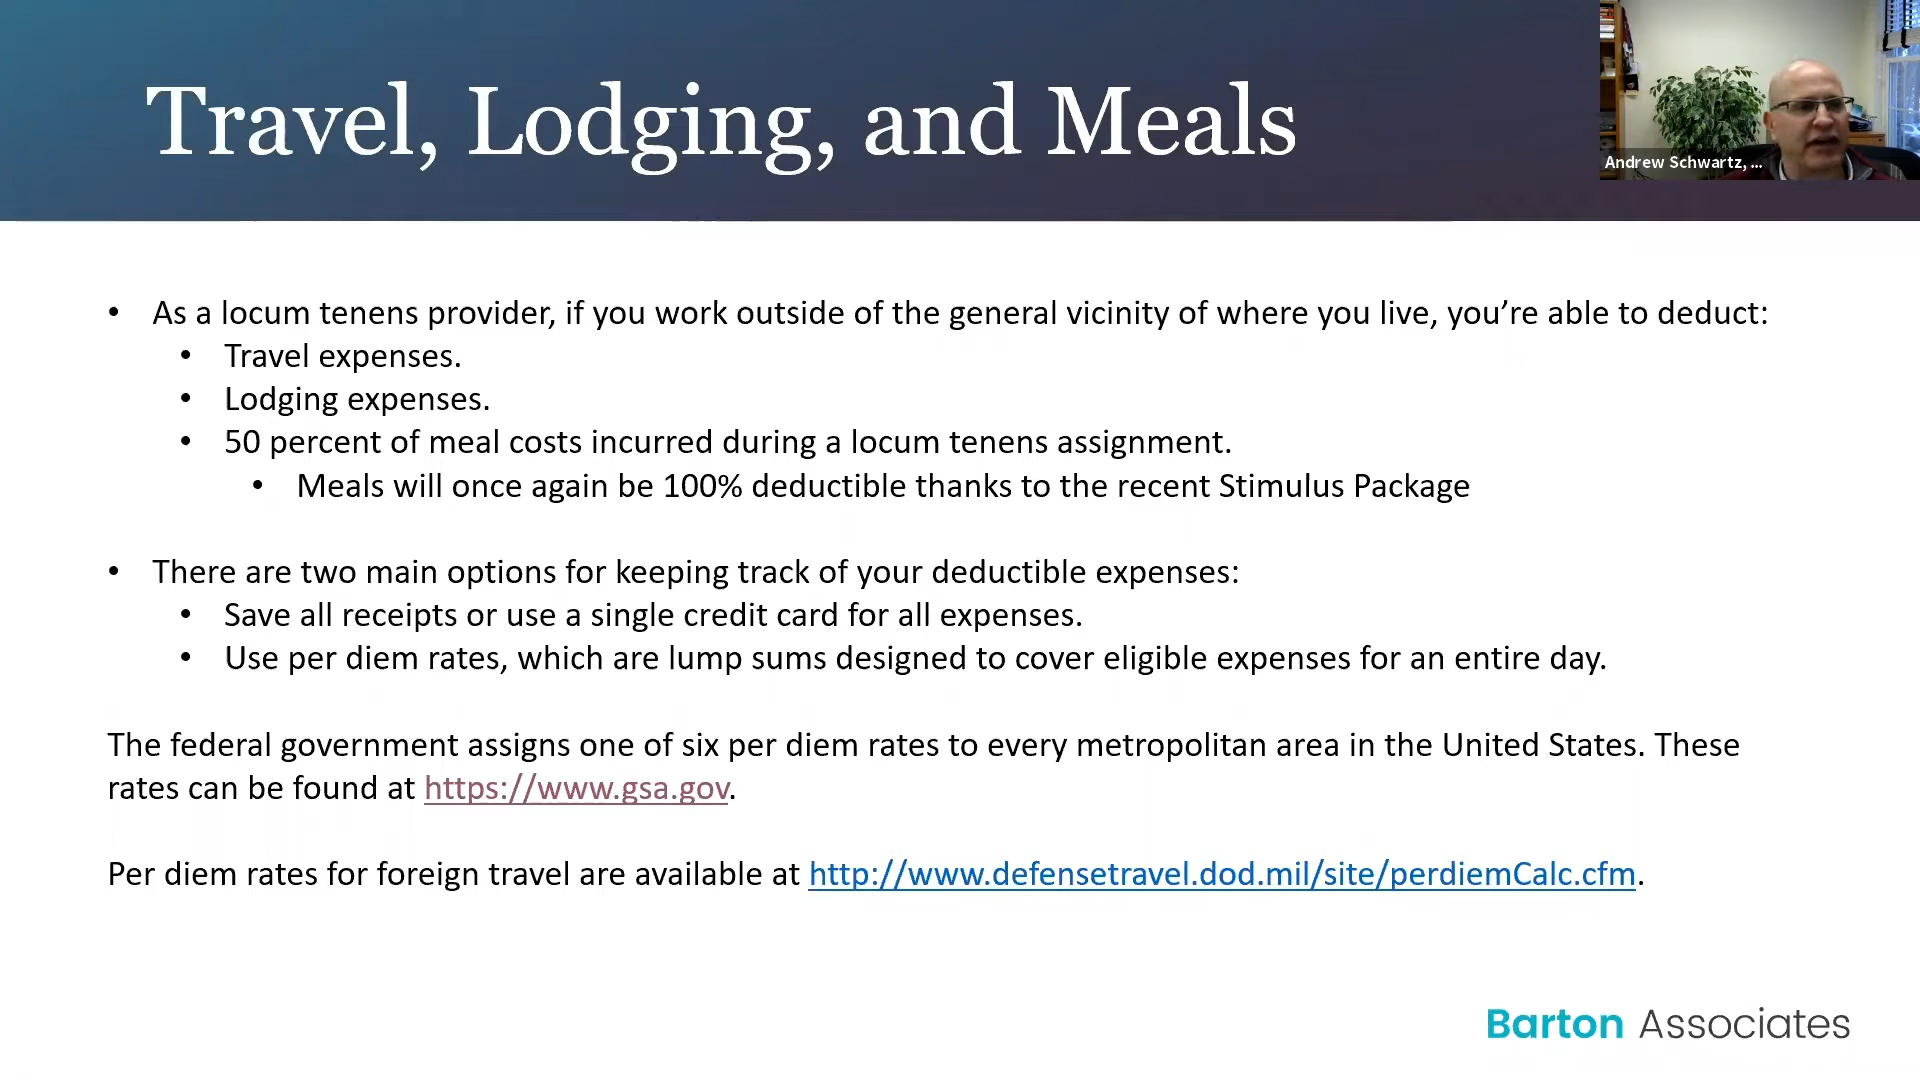 Travel, Lodging, and Meals
Andrew Schwartz, ...
• As a locum tenens provider, if you work outside of the general vicinity of where you live, you’re able to deduct:
• Travel expenses.
• Lodging expenses.
• 50 percent of meal costs incurred during a locum tenens assignment.
• Meals will once again be 100% deductible thanks to the recent Stimulus Package
• There are two main options for keeping track of your deductible expenses:
• Save all receipts or use a single credit card for all expenses.
• Use per diem rates, which are lump sums designed to cover eligible expenses for an entire day.
The federal government assigns one of six per diem rates to every metropolitan area in the United States. These
rates can be found at https://www.gsa.gov.
Per diem rates for foreign travel are available at http://www.defensetravel.dod.mil/site/perdiemCalc.cfm.
Barton Associates